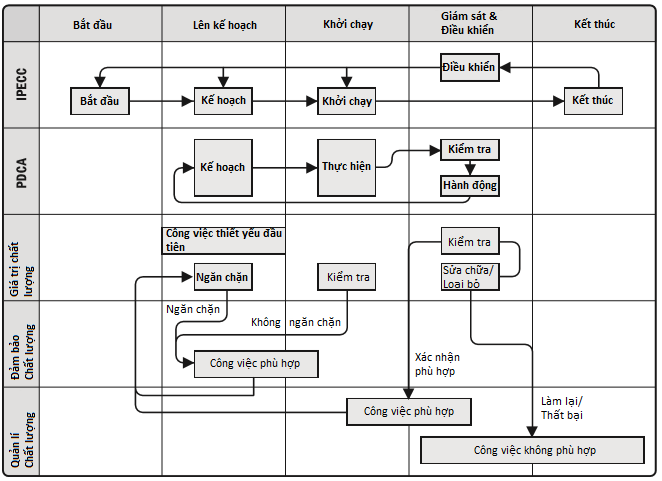 Bắt đầu
Lên kế hoạch
Khởi chạy
Giám sát &
Điều khiển
Kết thúc
IPECC
Điều khiển
Bắt đầu
Kế hoạch
Khởi chạy
Kết thúc
PDCA
Kế hoạch
Thực hiện
Kiểm tra
Hành động
Giá trị chất
lượng
Công việc thiết yếu đầu
tiên
Kiểm tra
Ngăn chặn
Kiểm tra
Sửa chữa/
Loại bỏ
Đảm bảo
Chất lượng
Ngăn chặn
Không ngăn chặn
Công việc phù hợp
Xác nhận
phù hợp
Quản lí
Chất lượng
Công việc phù hợp
Làm lại/
Thất bại
Công việc không phù hợp